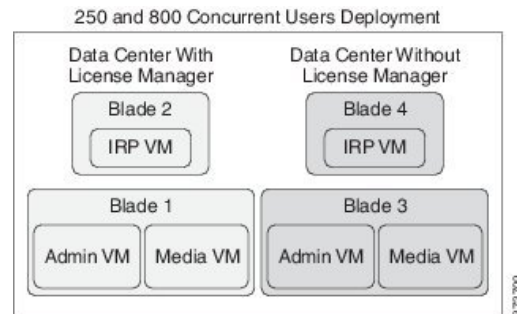 250 and 800 Concurrent Users Deployment
Data Center With
License Manager
Blade 2
IRP VM
Blade 1
Admin VM
Media VM
Data Center Without
License Manager
Blade 4
IRP VM
Blade 3
Admin VM
Media VM